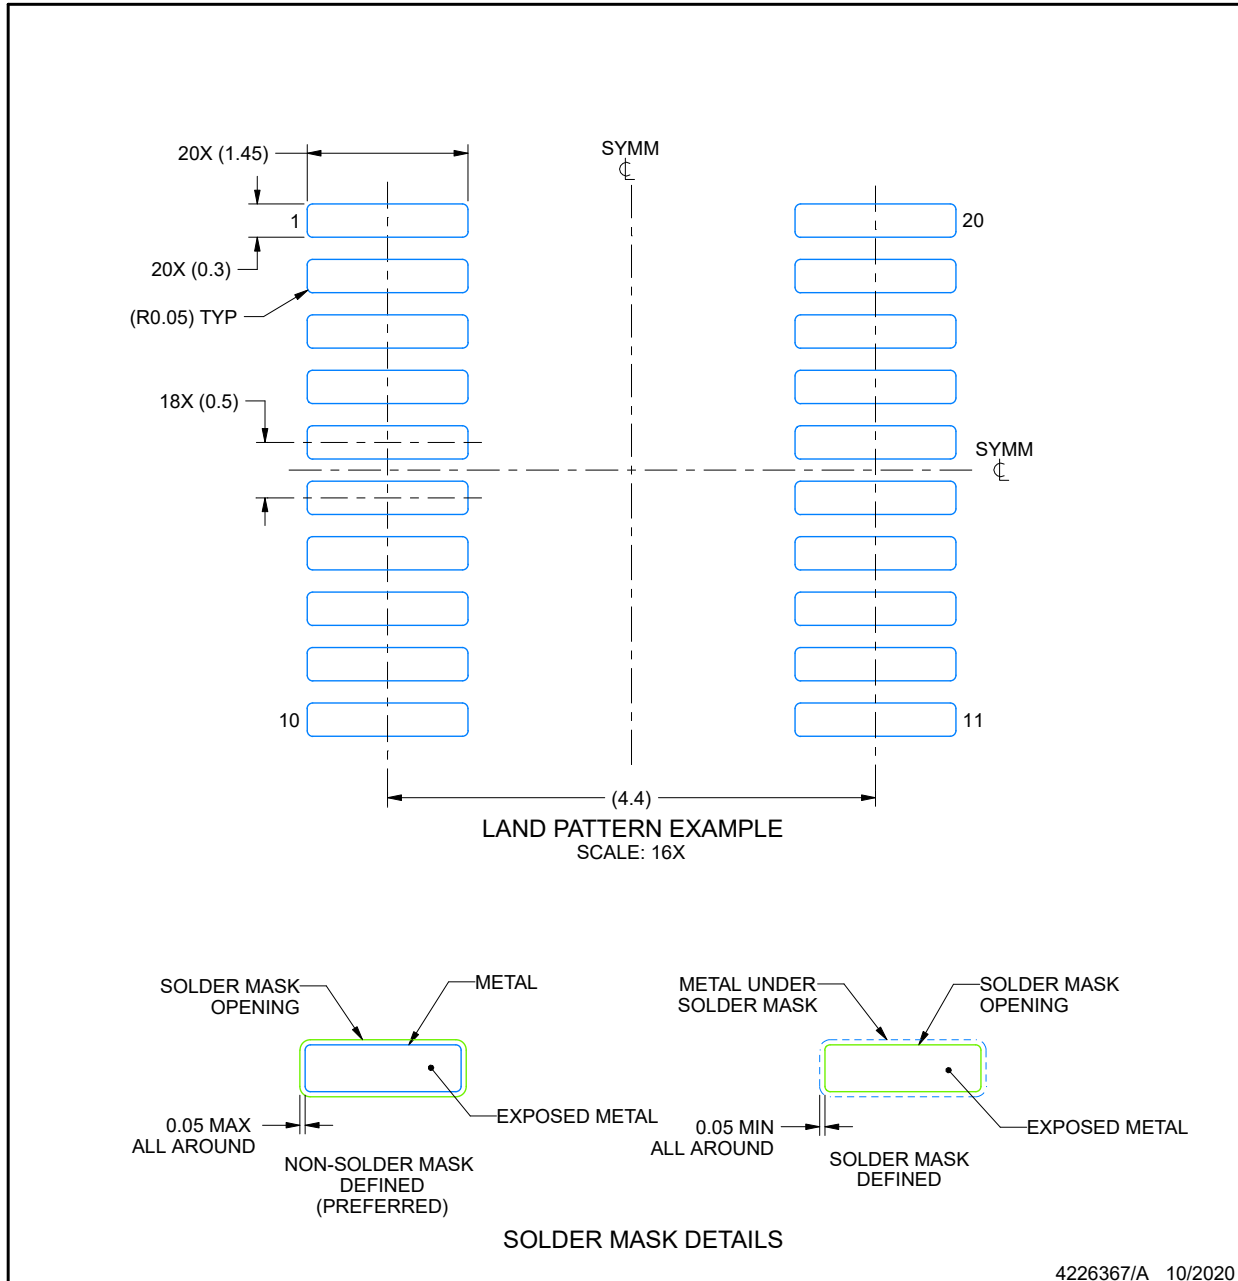 SYMM
℄
20X (1.45)
1
20
20X (0.3)
(R0.05) TYP
18X (0.5)
SYMM
℄
10
11
(4.4)
LAND PATTERN EXAMPLE
SCALE: 16X
SOLDER MASK
OPENING
METAL
EXPOSED METAL
0.05 MAX
ALL AROUND
NON-SOLDER MASK
DEFINED
(PREFERRED)
METAL UNDER
SOLDER MASK
SOLDER MASK
OPENING
EXPOSED METAL
0.05 MIN
ALL AROUND
SOLDER MASK
DEFINED
SOLDER MASK DETAILS
4226367/A 10/2020